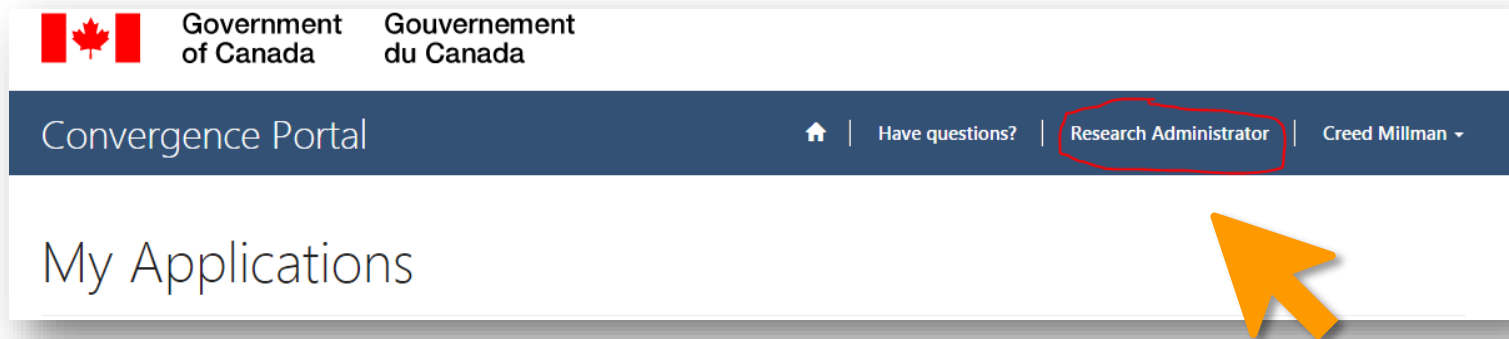 Government Gouvernement
of Canada du Canada
Convergence Portal
Have questions? | Research Administrator | Creed Millman
My Applications